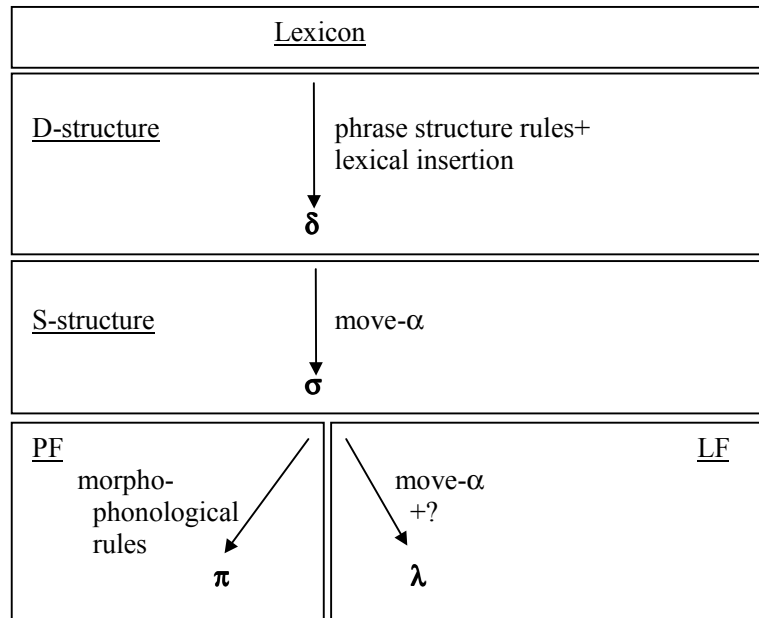 Lexicon
D-structure
phrase structure rules+
lexical insertion
δ
S-structure
move-α
σ
PF
morpho-
phonological
rules
π
LF
move-α
+?
λ